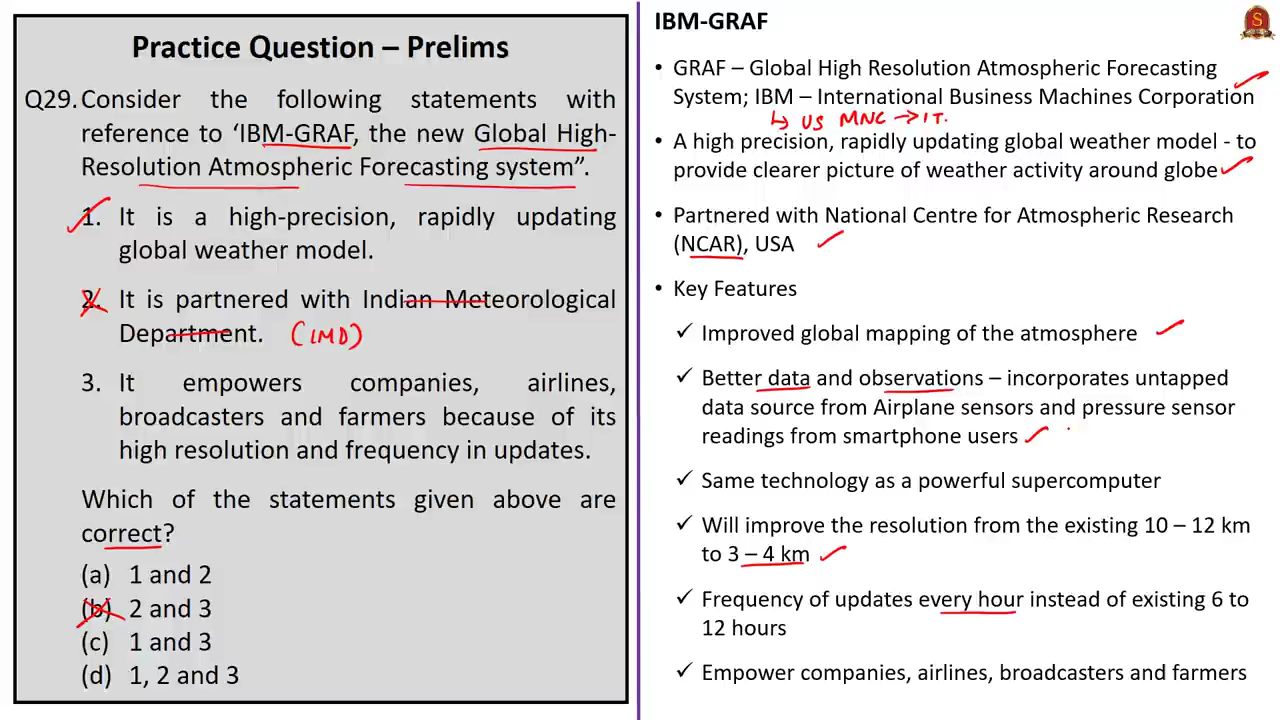 Practice Question – Prelims
Q29. Consider the following statements with
reference to 'IBM-GRAF, the new Global High-
Resolution Atmospheric Forecasting system”.
1. It is a high-precision, rapidly updating
global weather model.
2. It is partnered with Indian Meteorological
Department. (IMD)
3. It empowers companies, airlines,
broadcasters and farmers because of its
high resolution and frequency in updates.
Which of the statements given above are
correct?
(a) 1 and 2
(b) 2 and 3
(c) 1 and 3
(d) 1, 2 and 3
IBM-GRAF
• GRAF – Global High Resolution Atmospheric Forecasting
System; IBM – International Business Machines Corporation
↳ US MNC → IT.
• A high precision, rapidly updating global weather model - to
provide clearer picture of weather activity around globe
• Partnered with National Centre for Atmospheric Research
(NCAR), USA
• Key Features
✓ Improved global mapping of the atmosphere
✓ Better data and observations – incorporates untapped
data source from Airplane sensors and pressure sensor
readings from smartphone users
✓ Same technology as a powerful supercomputer
✓ Will improve the resolution from the existing 10 – 12 km
to 3 – 4 km
✓ Frequency of updates every hour instead of existing 6 to
12 hours
✓ Empower companies, airlines, broadcasters and farmers